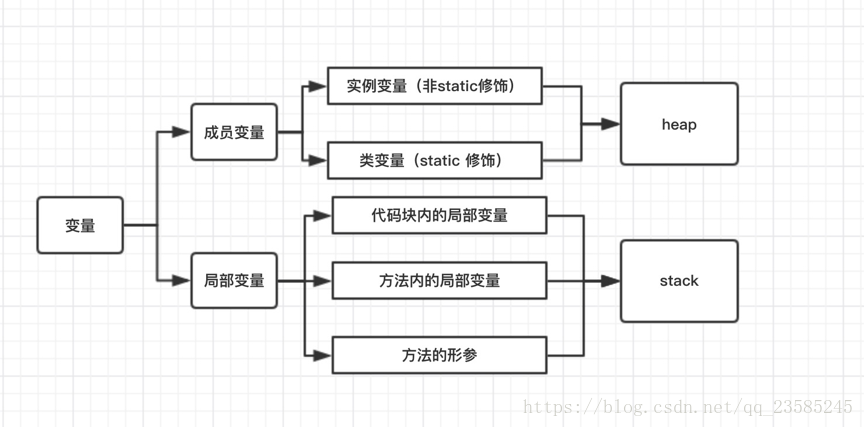 实例变量（非static修饰）
成员变量
heap
类变量（static 修饰）
变量
代码块内的局部变量
局部变量
方法内的局部变量
stack
方法的形参
https://blog.csdn.net/qq_23585245